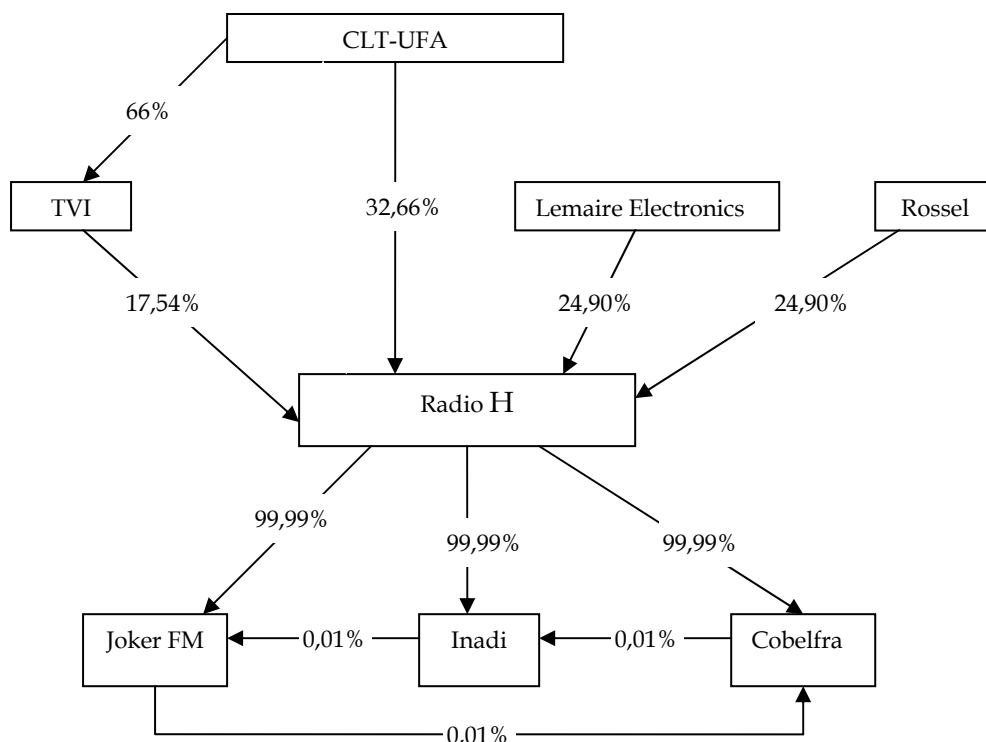 CLT-UFA
66%
TVI
32,66%
Lemaire Electronics
Rossel
17,54%
24,90%
24,90%
Radio H
99,99%
99,99%
99,99%
Joker FM
0,01%
Inadi
0,01%
Cobelfra
0,01%